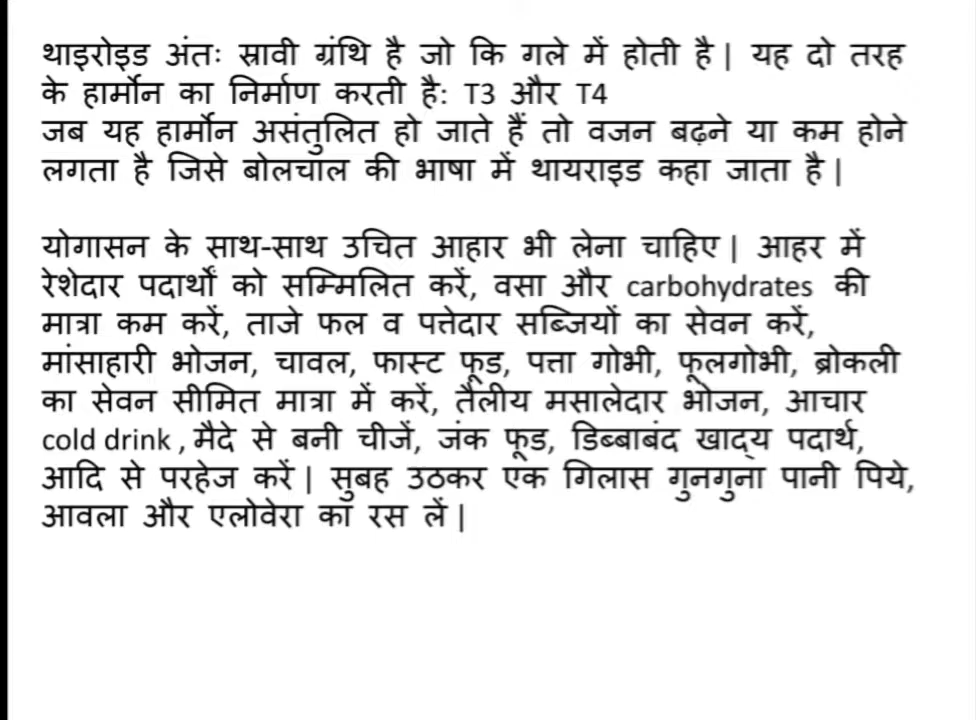 थाइरोइड अंतः स्रावी ग्रंथि है जो कि गले में होती है| यह दो तरह
के हार्मोन का निर्माण करती है: T3 और T4
जब यह हार्मोन असंतुलित हो जाते हैं तो वजन बढ़ने या कम होने
लगता है जिसे बोलचाल की भाषा में थायराइड कहा जाता है|
योगासन के साथ-साथ उचित आहार भी लेना चाहिए| आहर में
रेशेदार पदार्थों को सम्मिलित करें, वसा और carbohydrates की
मात्रा कम करें, ताजे फल व पत्तेदार सब्जियों का सेवन करें,
मांसाहारी भोजन, चावल, फास्ट फूड, पत्ता गोभी, फूलगोभी, ब्रोकली
का सेवन सीमित मात्रा में करें, तैलीय मसालेदार भोजन, आचार
cold drink , मैदे से बनी चीजें, जंक फूड, डिब्बाबंद खाद्य पदार्थ,
आदि से परहेज करें| सुबह उठकर एक गिलास गुनगुना पानी पिये,
आवला और एलोवेरा का रस लें|